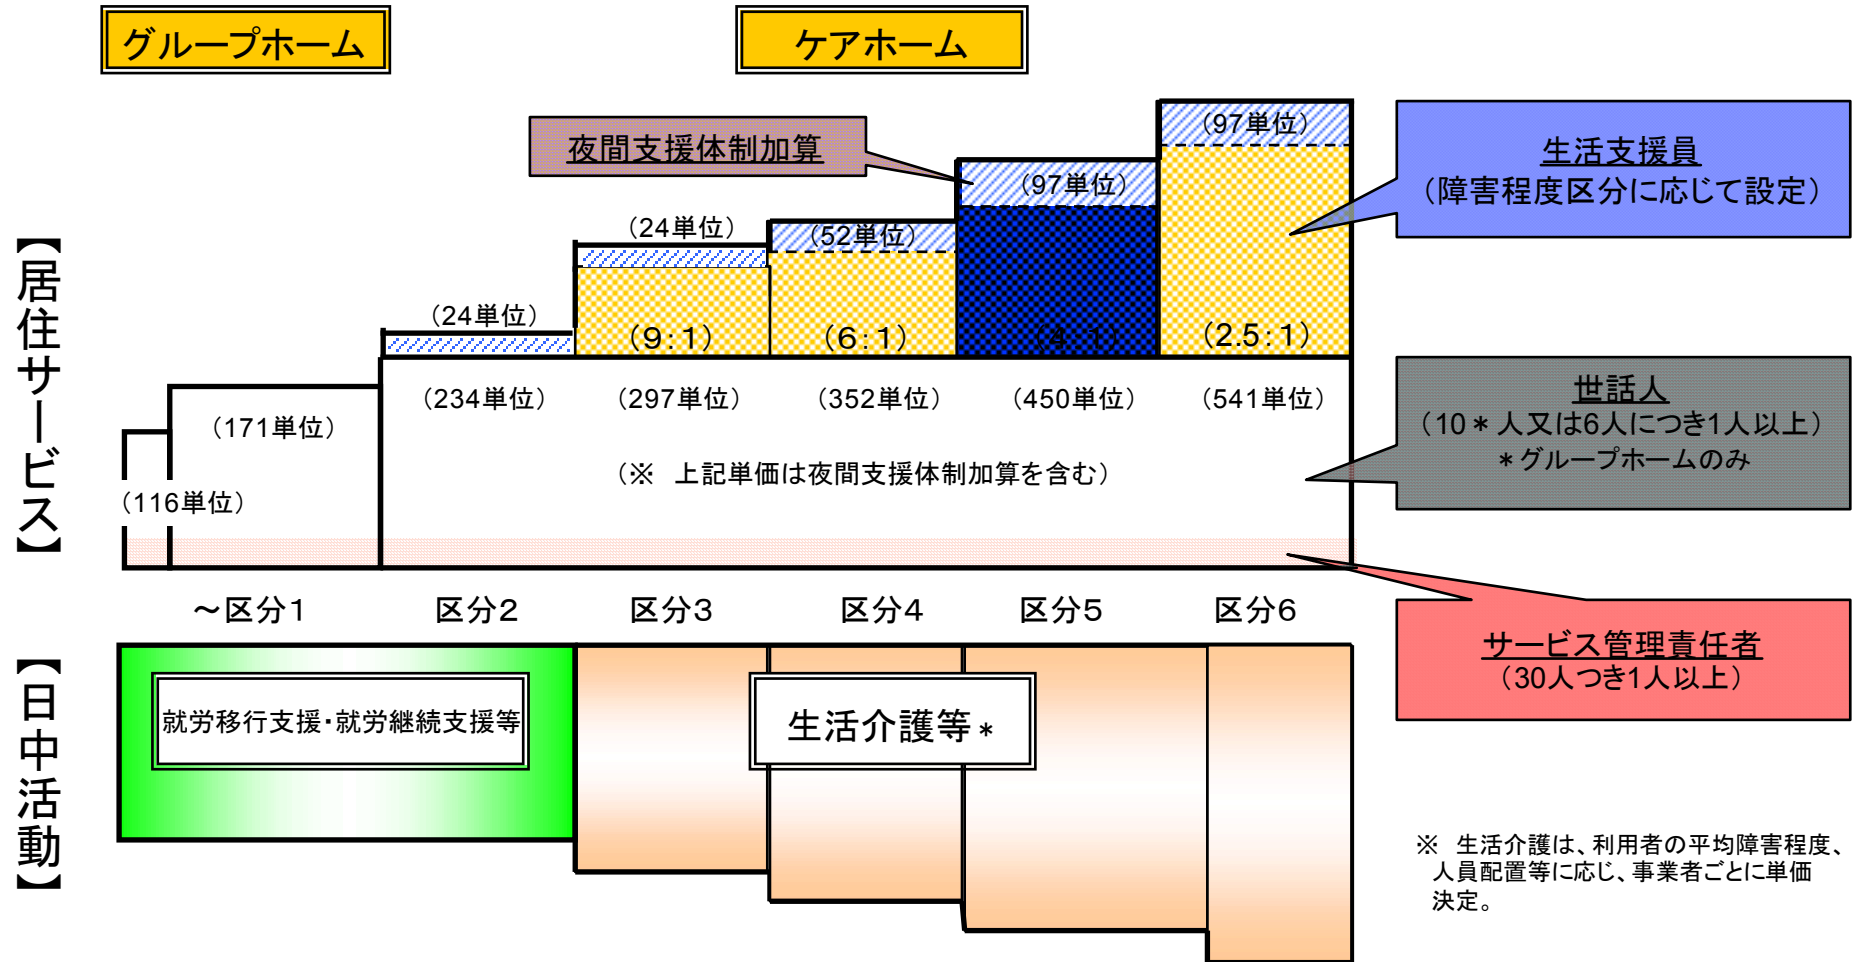 グループホーム
ケアホーム
夜間支援体制加算
(97単位)
(97単位)
(24単位)
(52単位)
(24単位)
生活支援員
(障害程度区分に応じて設定)
【居住サービス】
(9:1)
(6:1)
(4:1)
(2.5:1)
(234単位)
(297単位)
(352単位)
(450単位)
(541単位)
(171単位)
(116単位)
(※ 上記単価は夜間支援体制加算を含む)
世話人
(10*人又は6人につき1人以上)
*グループホームのみ
~区分1
区分2
区分3
区分4
区分5
区分6
サービス管理責任者
(30人つき1人以上)
【日中活動】
就労移行支援・就労継続支援等
生活介護等*
※ 生活介護は、利用者の平均障害程度、
人員配置等に応じ、事業者ごとに単価
決定。